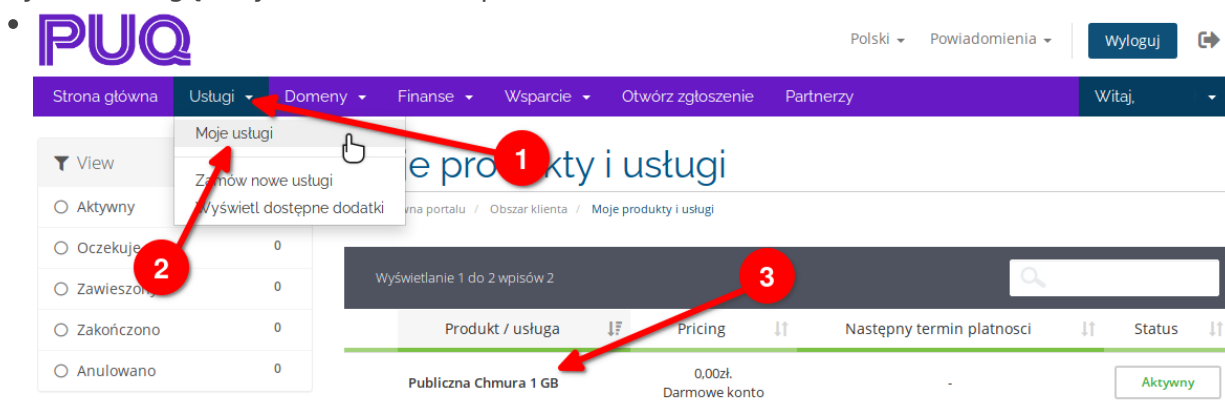 PUQ
Polski
Powiadomienia
Wyloguj
Strona główna
Usługi
Domeny
Finanse
Wsparcie
Otwórz zgłoszenie
Partnerzy
Witaj,
Moje usługi
Zamów nowe usługi
Wyświetl dostępne dodatki
1
2
3
View
Aktywny
Oczekuje
0
0
Zakończono
0
Anulowano
0
i usługi
portalu / Obszar klienta / Moje produkty i usługi
Wyświetlanie 1 do 2 wpisów 2
Produkt / usługa
Pricing
Następny termin platnosci
Status
Publiczna Chmura 1 GB
0,00zł.
Darmowe konto
-
Aktywny